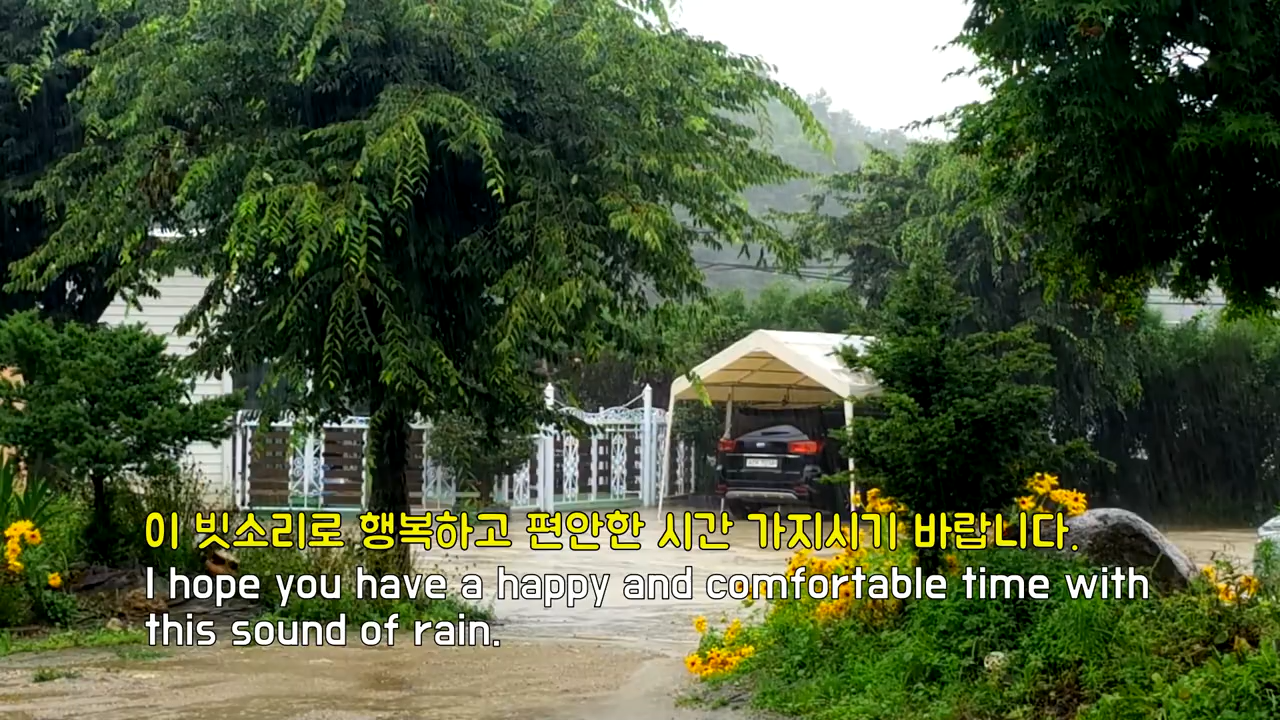 이 빗소리로 행복하고 편안한 시간 가지시기 바랍니다.
I hope you have a happy and comfortable time with
this sound of rain.